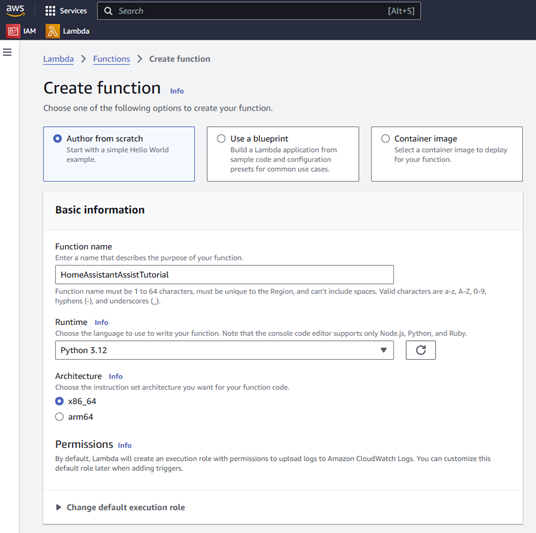 aws
Services
Search
[Alt+S]
IAM
Lambda
Lambda > Functions > Create function
Create function Info
Choose one of the following options to create your function.
Author from scratch
Start with a simple Hello World
example.
Use a blueprint
Build a Lambda application from
sample code and configuration
presets for common use cases.
Container image
Select a container image to deploy
for your function.
Basic information
Function name
Enter a name that describes the purpose of your function.
HomeAssistantAssistTutorial
Function name must be 1 to 64 characters, must be unique to the Region, and can't include spaces. Valid characters are a-z, A-Z, 0-9,
hyphens (-), and underscores (_).
Runtime Info
Choose the language to use to write your function. Note that the console code editor supports only Node.js, Python, and Ruby.
Python 3.12
Architecture Info
Choose the instruction set architecture you want for your function code.
x86_64
arm64
Permissions Info
By default, Lambda will create an execution role with permissions to upload logs to Amazon CloudWatch Logs. You can customize this
default role later when adding triggers.
Change default execution role